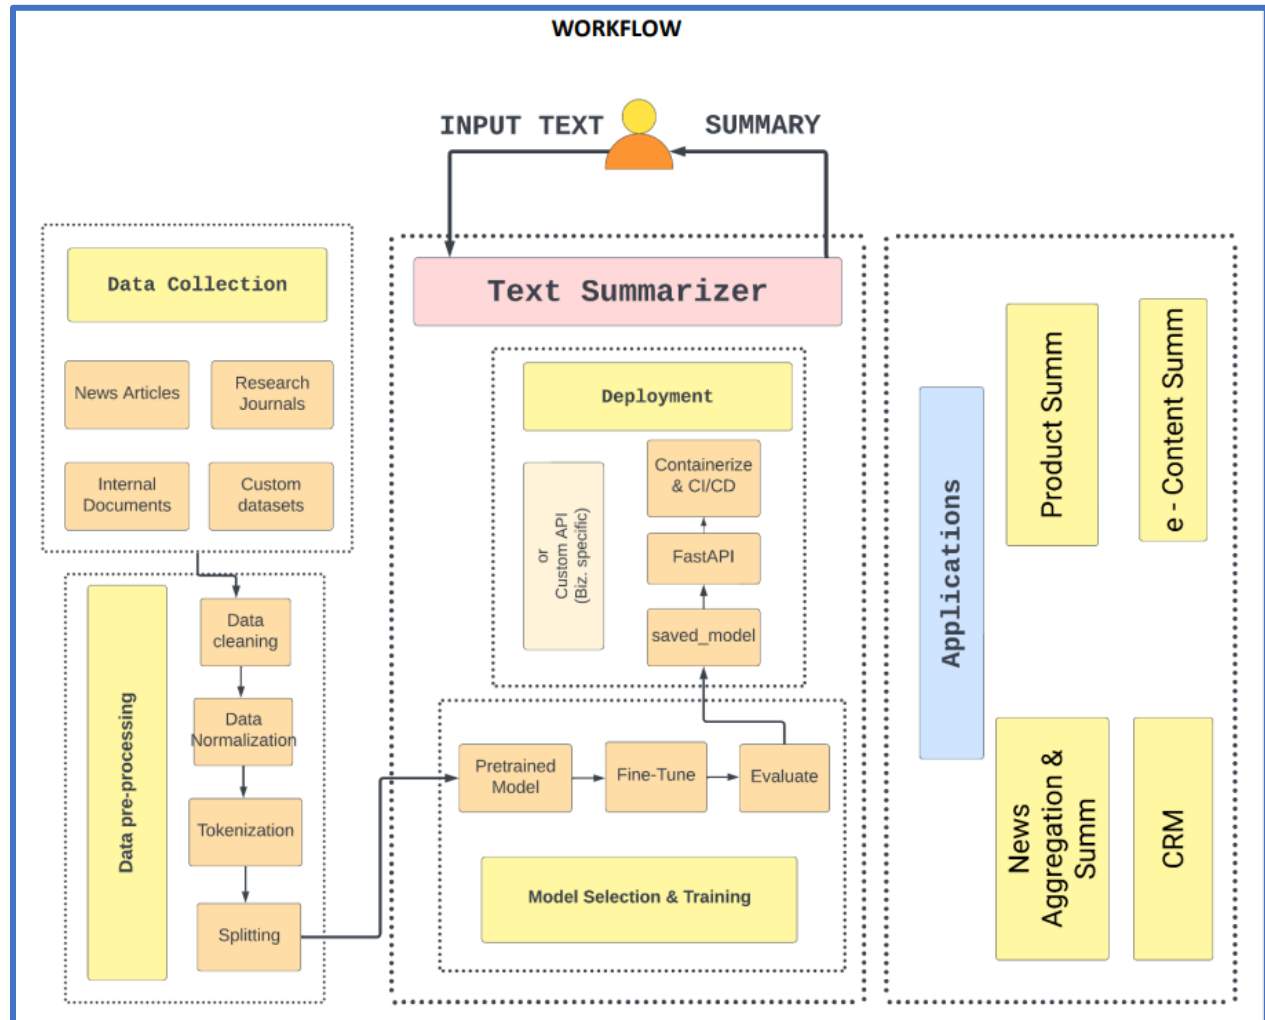 WORKFLOW
INPUT TEXT
SUMMARY
Data Collection
News Articles
Research
Journals
Internal
Documents
Custom
datasets
Data pre-processing
Data
cleaning
Data
Normalization
Tokenization
Splitting
Text Summarizer
Deployment
or
Custom API
(Biz. specific)
Containerize
& CI/CD
FastAPI
saved_model
Pretrained
Model
Fine-Tune
Evaluate
Model Selection & Training
Applications
Product Summ
e - Content Summ
News
Aggregation &
Summ
CRM